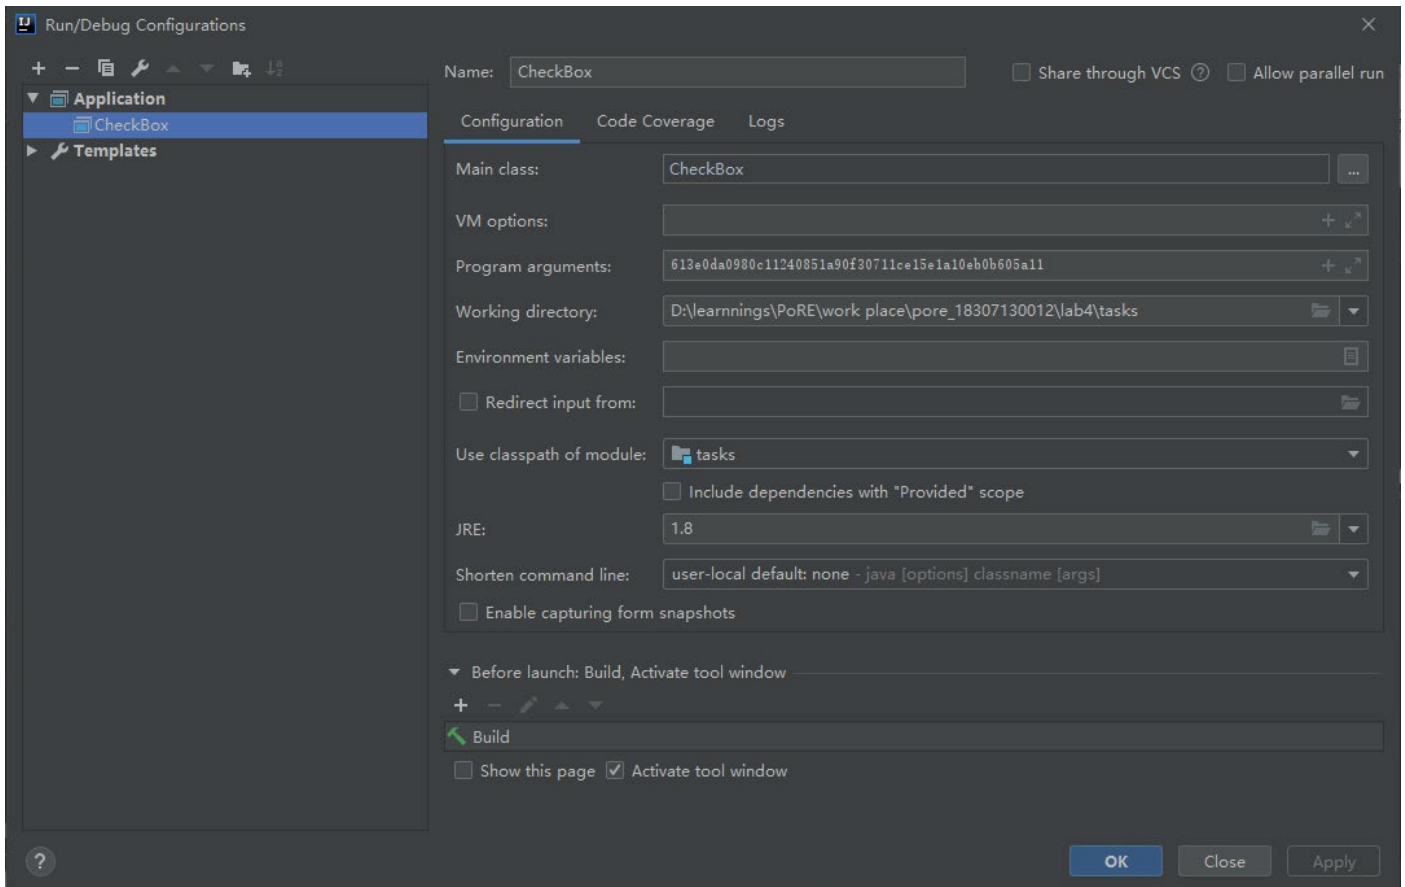 Run/Debug Configurations
Application
CheckBox
Templates
Name: CheckBox Share through VCS ? Allow parallel run
Configuration Code Coverage Logs
Main class: CheckBox ...
VM options:
Program arguments: 613e0da0980c11240851a90f30711ce15e1a10eb0b605a11
Working directory: D:\learnnings\PoRE\work place\pore_18307130012\lab4\tasks
Environment variables:
Redirect input from:
Use classpath of module: tasks
Include dependencies with "Provided" scope
JRE: 1.8
Shorten command line: user-local default: none - java [options] classname [args]
Enable capturing form snapshots
Before launch: Build, Activate tool window
Build
Show this page Activate tool window
? OK Close Apply